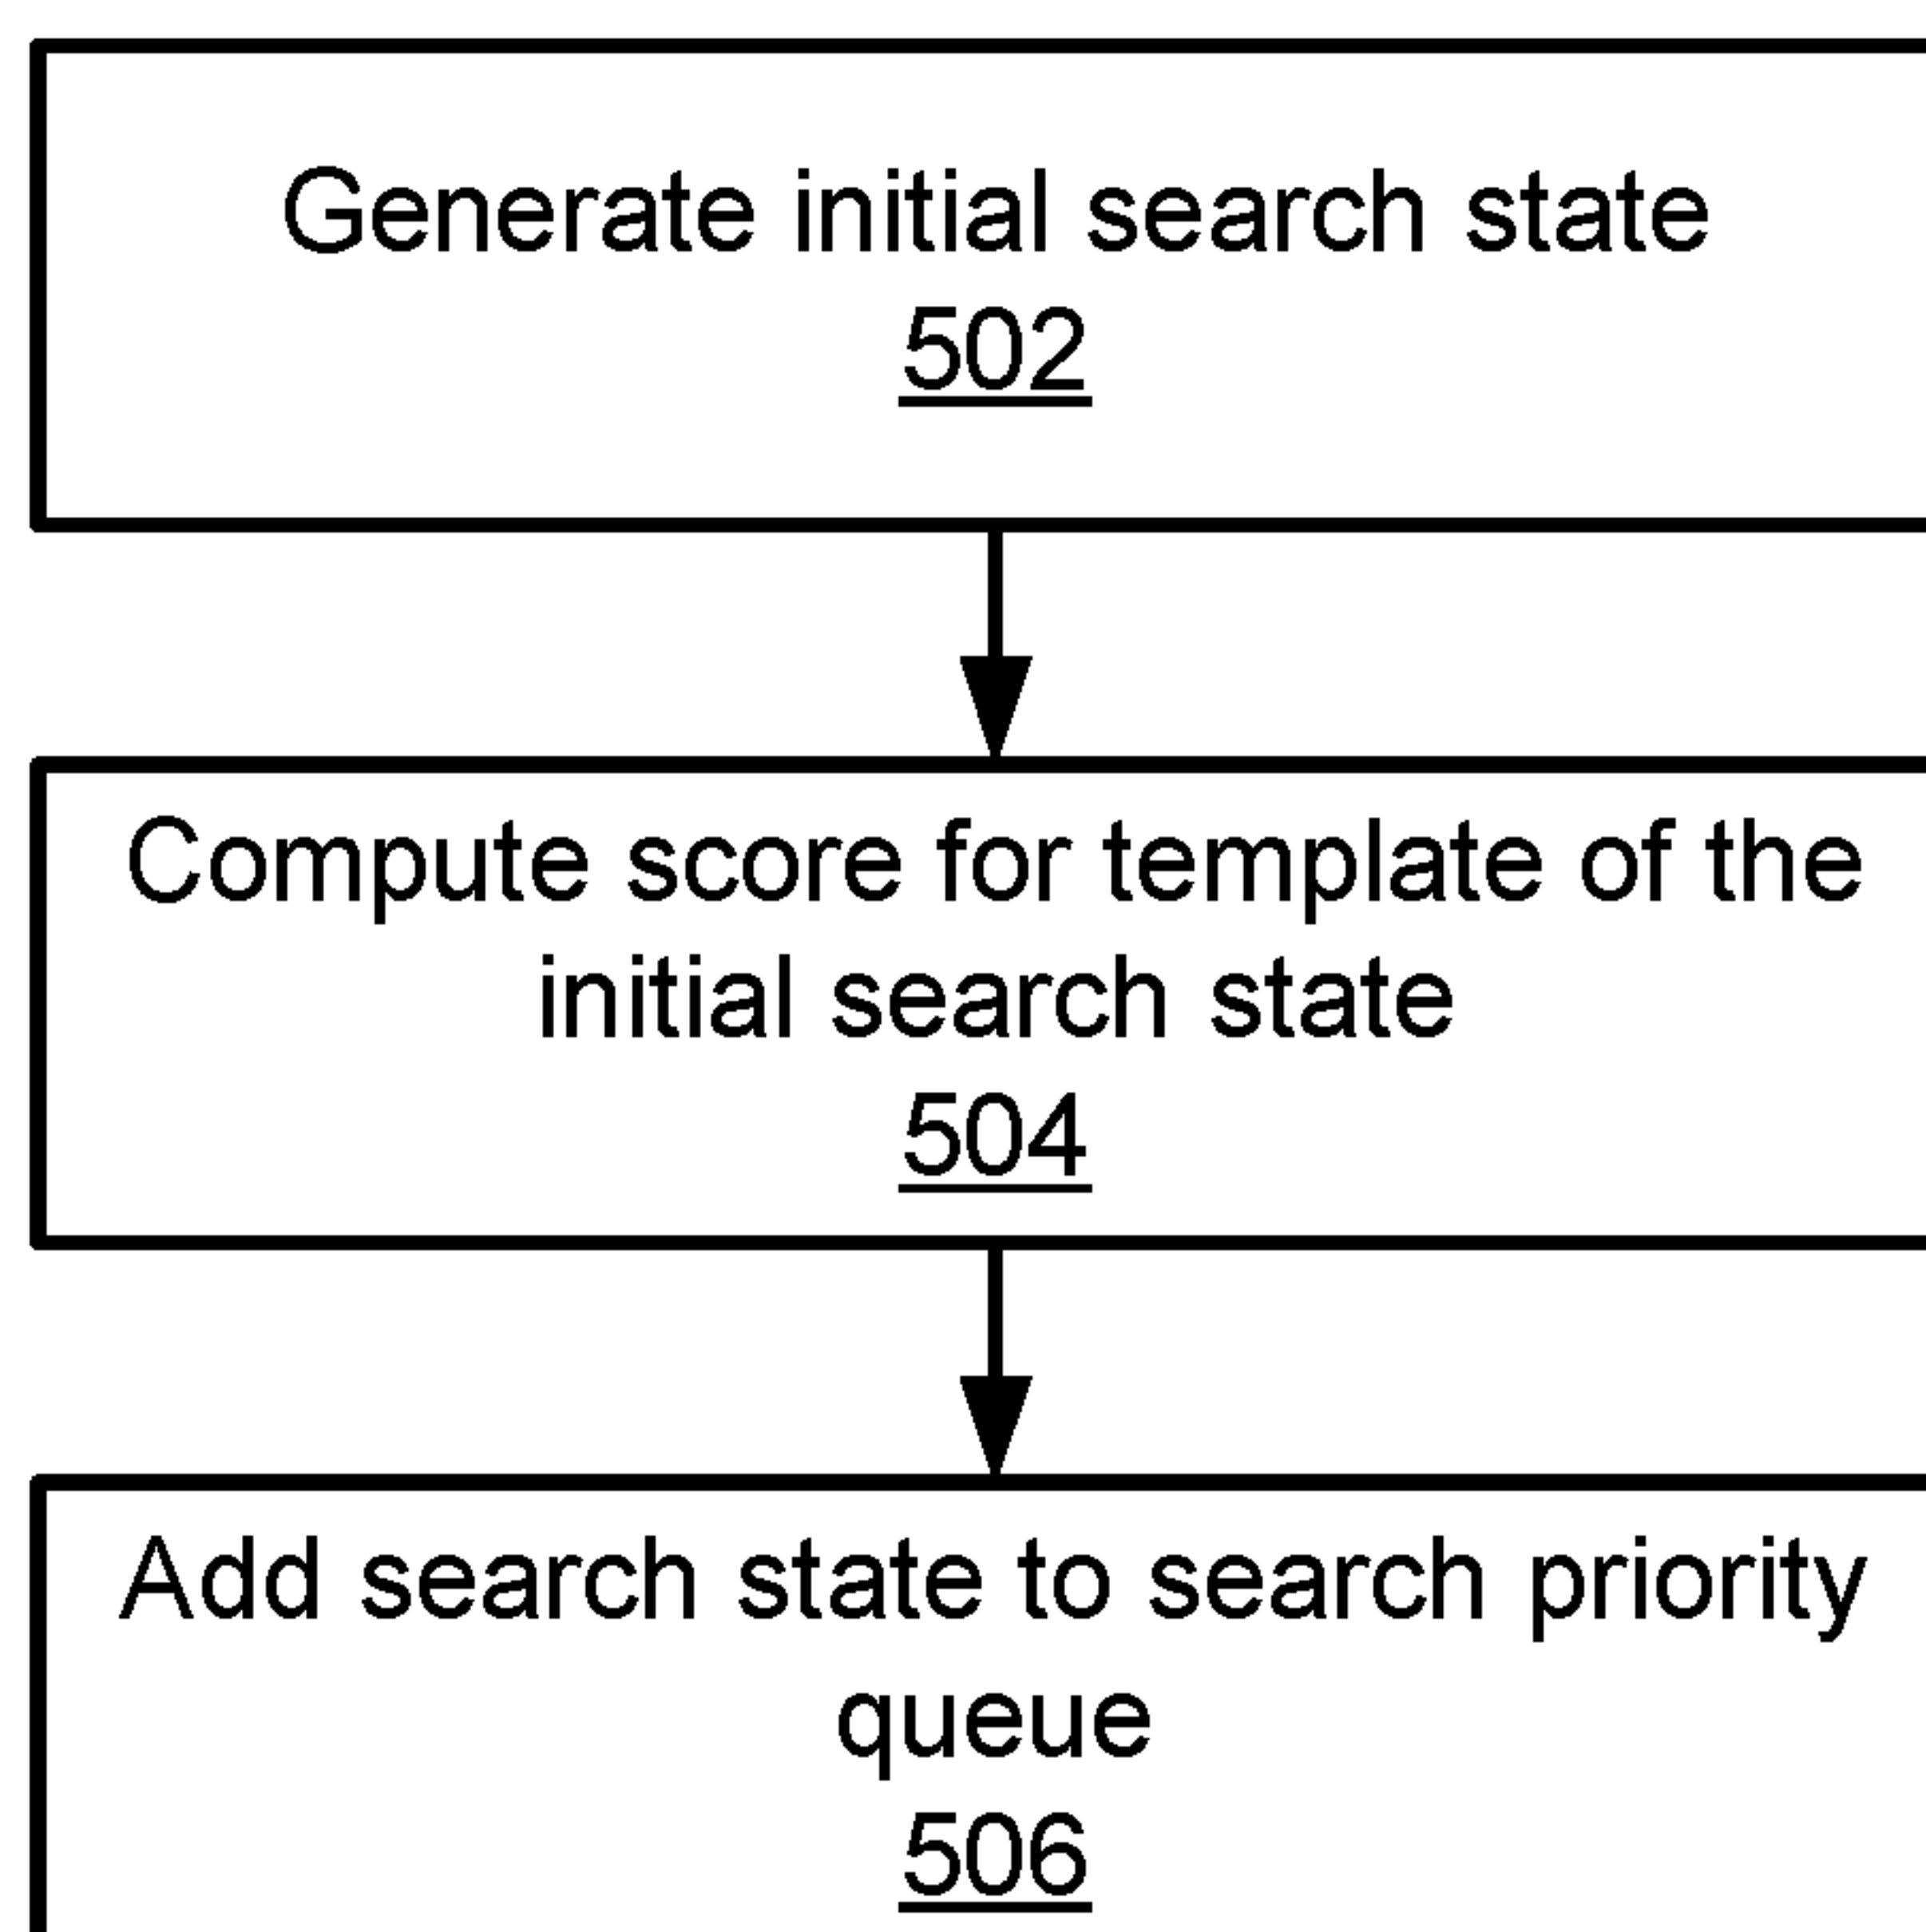 Generate initial search state
502
Compute score for template of the
initial search state
504
Add search state to search priority
queue
506